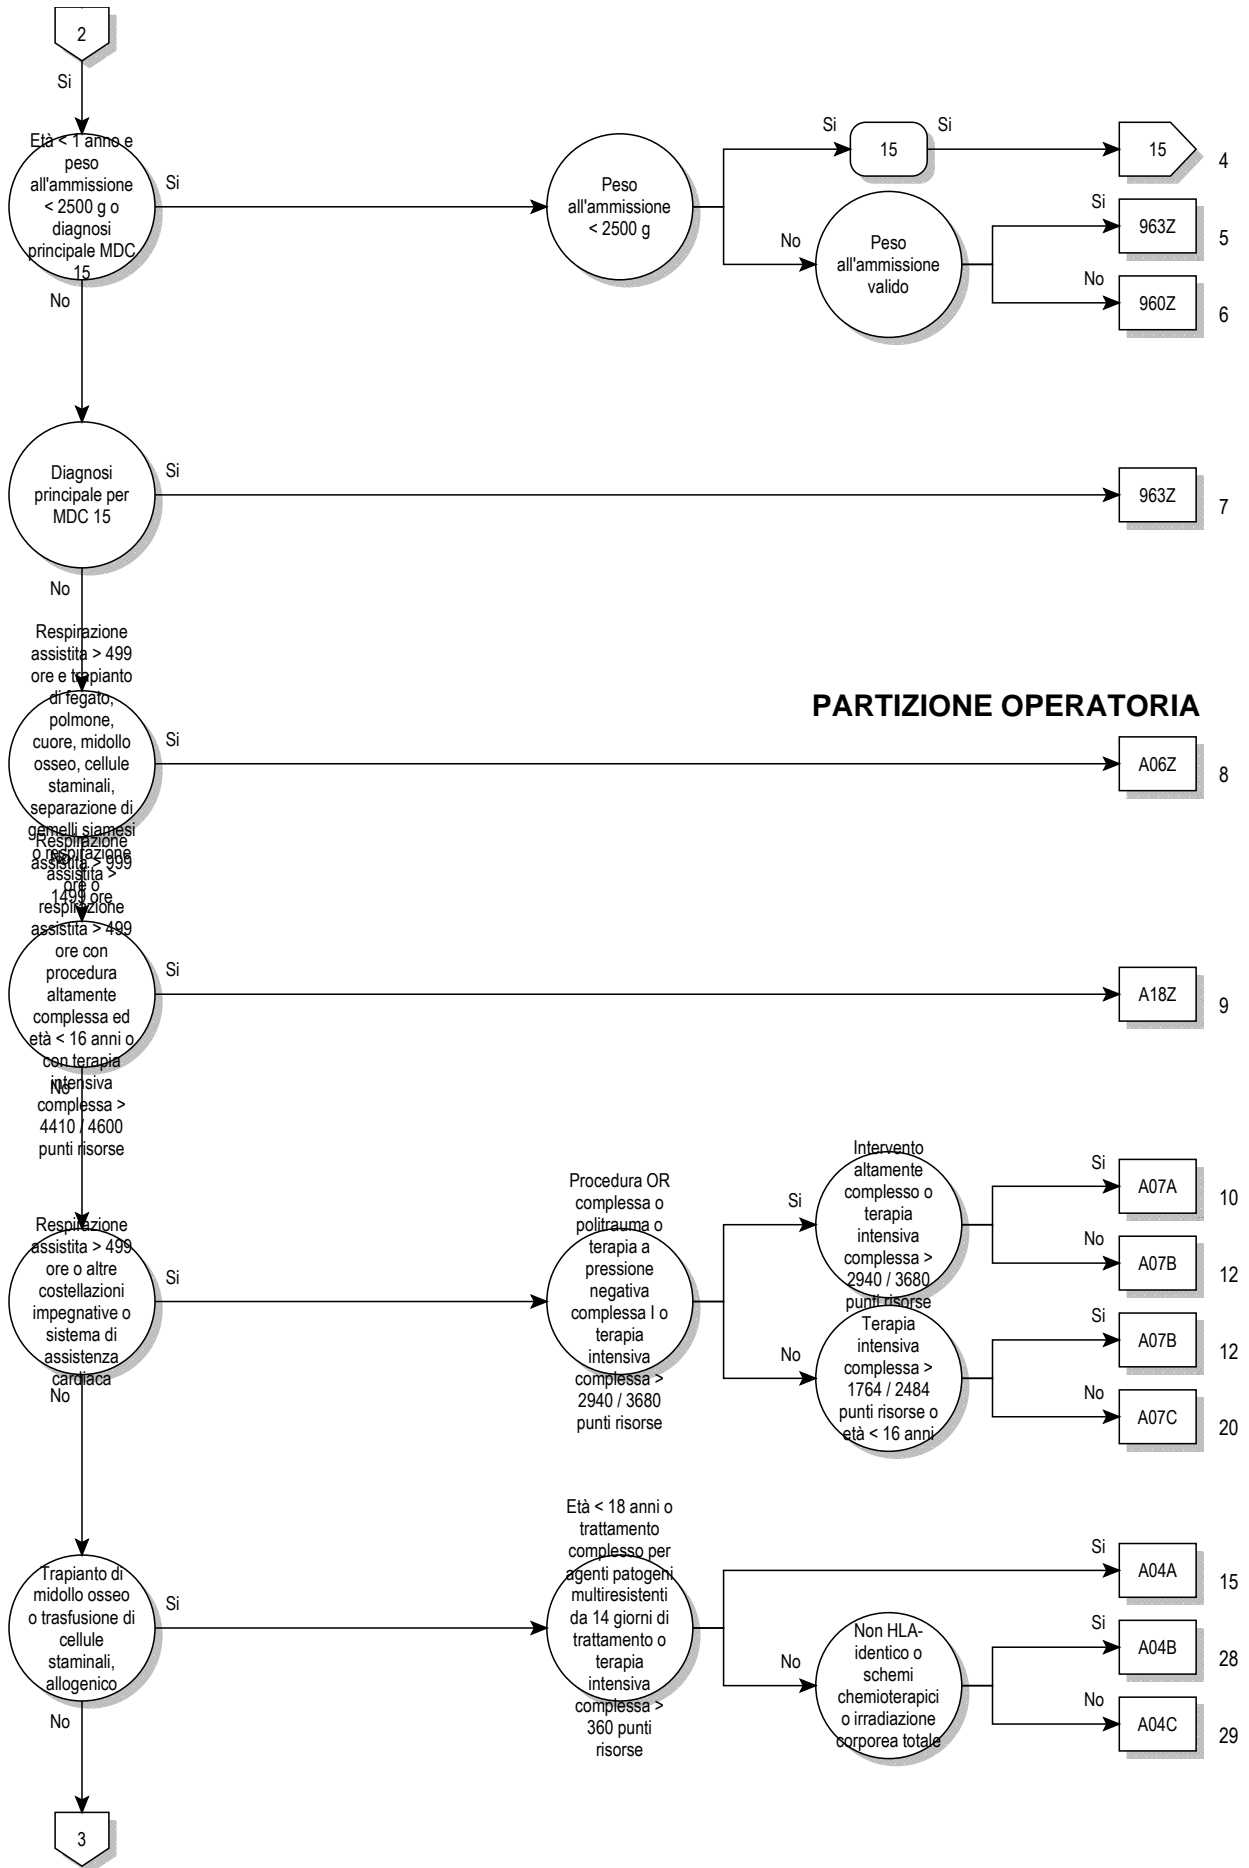 2
Si
Età < 1 anno e
peso
all'ammissione
< 2500 g o
diagnosi
principale MDC
15
Si
Peso
all'ammissione
< 2500 g
Si
15
Si
15
4
No
Peso
all'ammissione
valido
Si
963Z
5
No
960Z
6
No
Diagnosi
principale per
MDC 15
Si
963Z
7
No
PARTIZIONE OPERATORIA
Respirazione
assistita > 499
ore e trapianto
di fegato,
polmone,
cuore, midollo
osseo, cellule
staminali,
separazione di
gemelli siamesi
o respirazione
assistita >
1499 ore
Si
A06Z
8
No
Respirazione
assistita > 999
ore o
respirazione
assistita > 499
ore con
procedura
altamente
complessa ed
età < 16 anni o
con terapia
intensiva
complessa >
4410 / 4600
punti risorse
Si
A18Z
9
No
Respirazione
assistita > 499
ore o altre
costellazioni
impegnative o
sistema di
assistenza
cardiaca
Si
Procedura OR
complessa o
politrauma o
terapia a
pressione
negativa
complessa I o
terapia
intensiva
complessa >
2940 / 3680
punti risorse
Si
Intervento
altamente
complesso o
terapia
intensiva
complessa >
2940 / 3680
punti risorse
Si
A07A
10
No
A07B
12
No
Terapia
intensiva
complessa >
1764 / 2484
punti risorse o
età < 16 anni
Si
A07B
12
No
A07C
20
No
Trapianto di
midollo osseo
o trasfusione di
cellule
staminali,
allogenico
Si
Età < 18 anni o
trattamento
complesso per
agenti patogeni
multiresistenti
da 14 giorni di
trattamento o
terapia
intensiva
complessa >
360 punti
risorse
Si
A04A
15
No
Non HLA-
identico o
schemi
chemioterapici
o irradiazione
corporea totale
Si
A04B
28
No
A04C
29
No
3